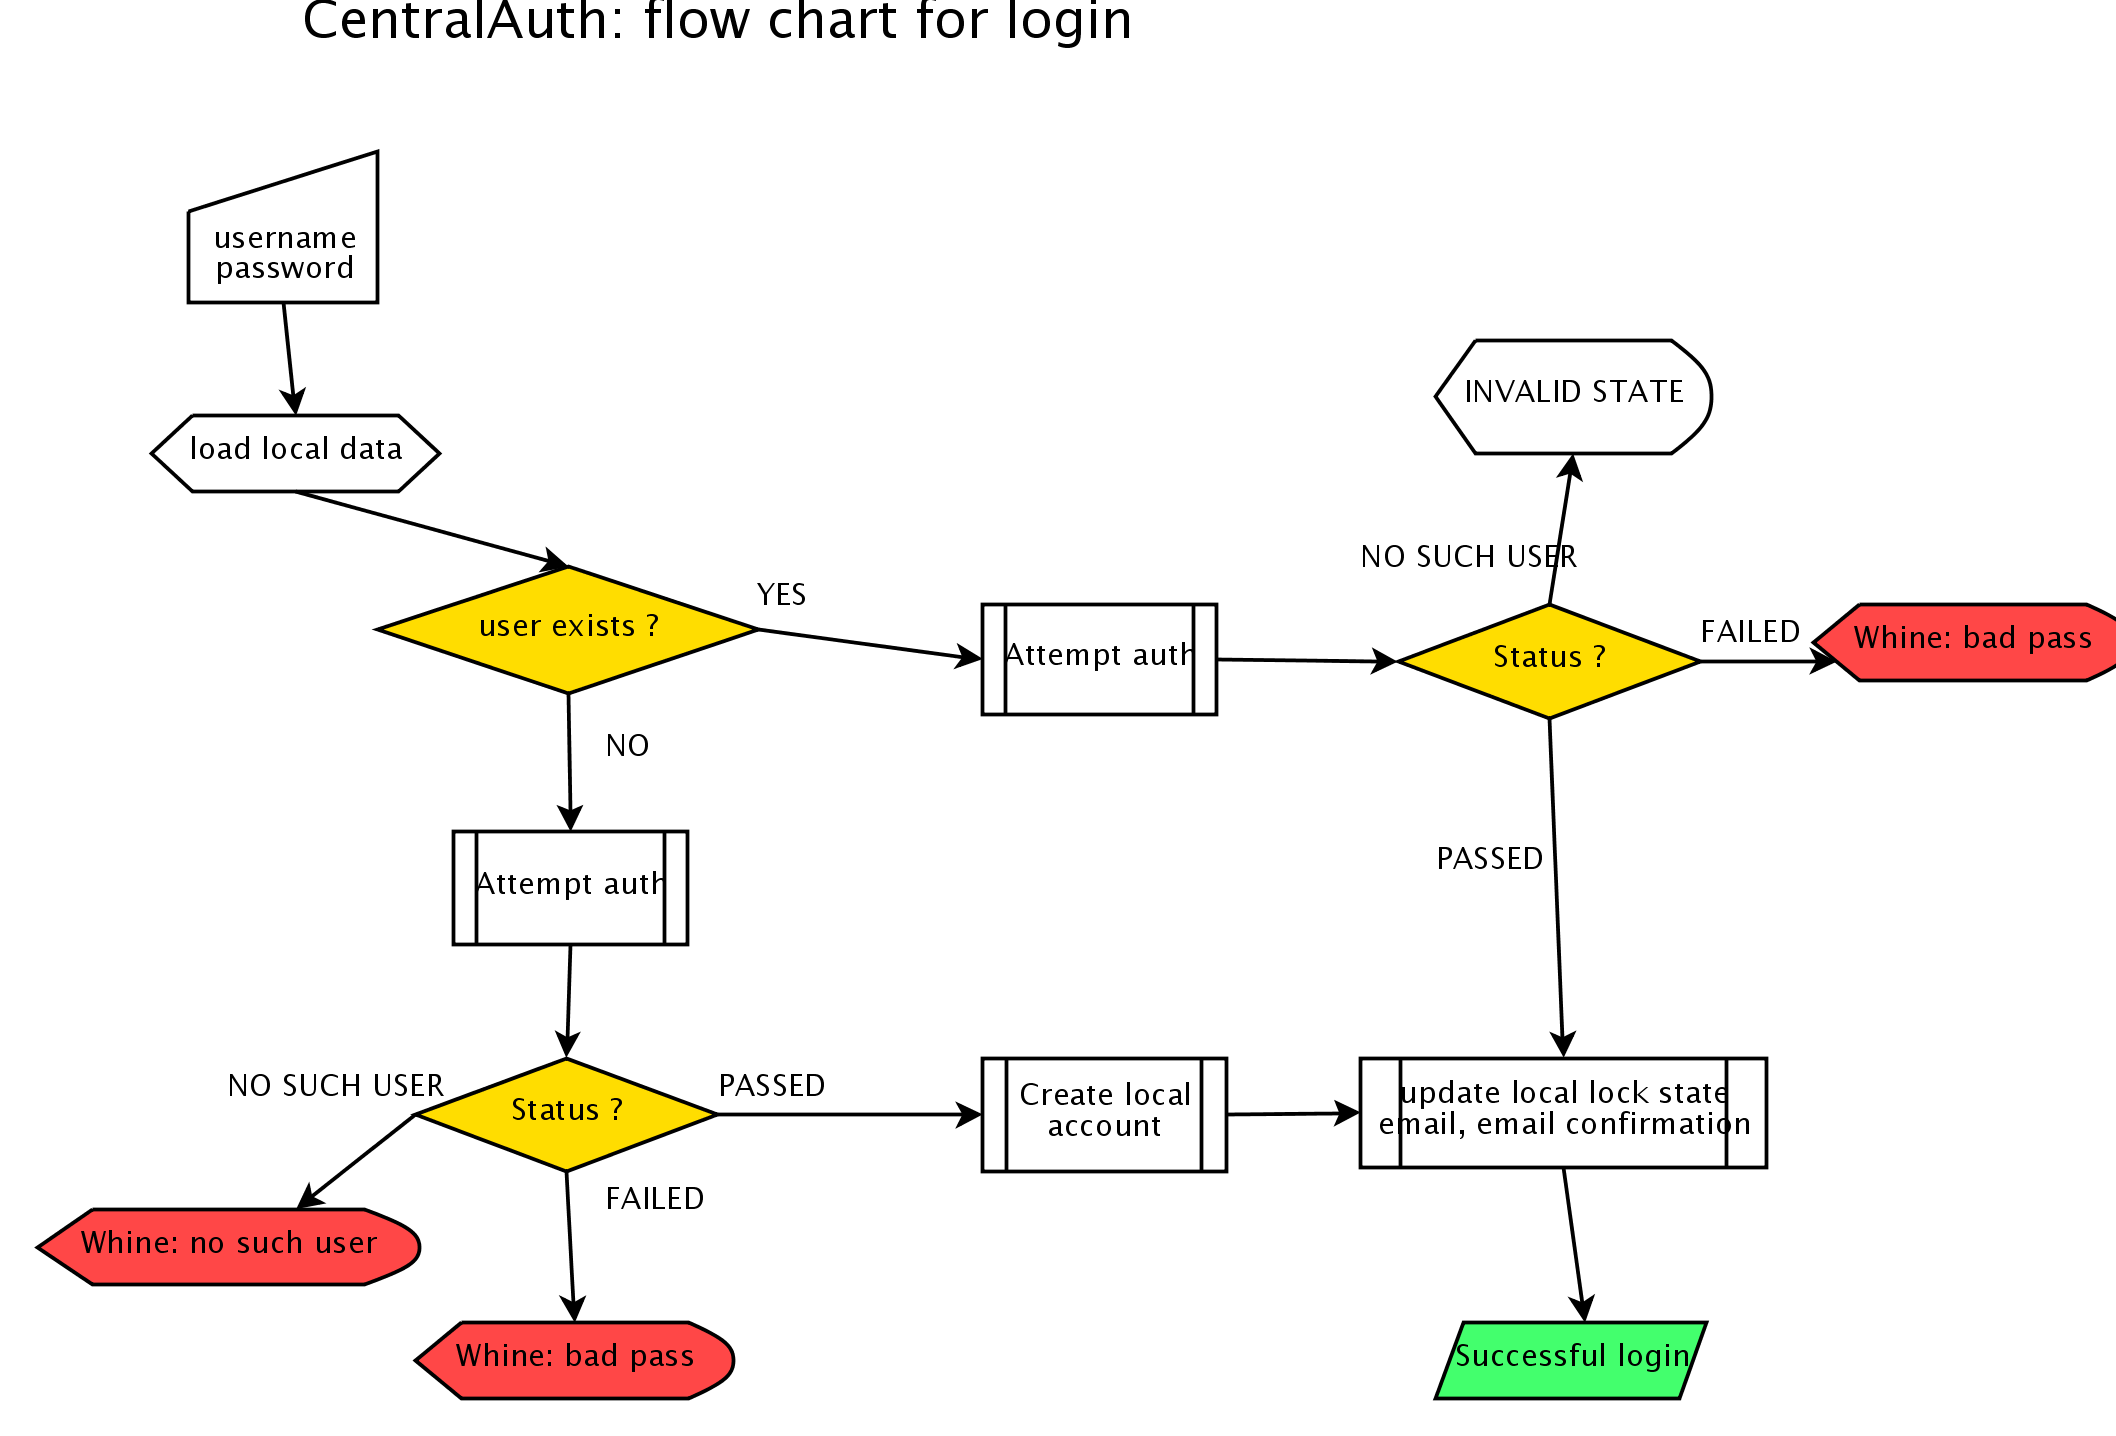 CentralAuth: flow chart for login
username
password
load local data
INVALID STATE
NO SUCH USER
user exists ?
YES
Attempt auth
Status ?
FAILED
Whine: bad pass
NO
PASSED
Attempt auth
NO SUCH USER
Status ?
PASSED
Create local
account
update local lock state
email, email confirmation
FAILED
Whine: no such user
Whine: bad pass
Successful login